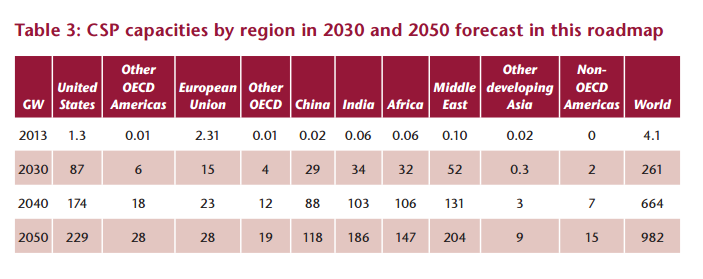 Table 3: CSP capacities by region in 2030 and 2050 forecast in this roadmap
GW United States Other OECD Americas European Union Other OECD China India Africa Middle East Other developing Asia Non-OECD Americas World
2013 1.3 0.01 2.31 0.01 0.02 0.06 0.06 0.10 0.02 0 4.1
2030 87 6 15 4 29 34 32 52 0.3 2 261
2040 174 18 23 12 88 103 106 131 3 7 664
2050 229 28 28 19 118 186 147 204 9 15 982